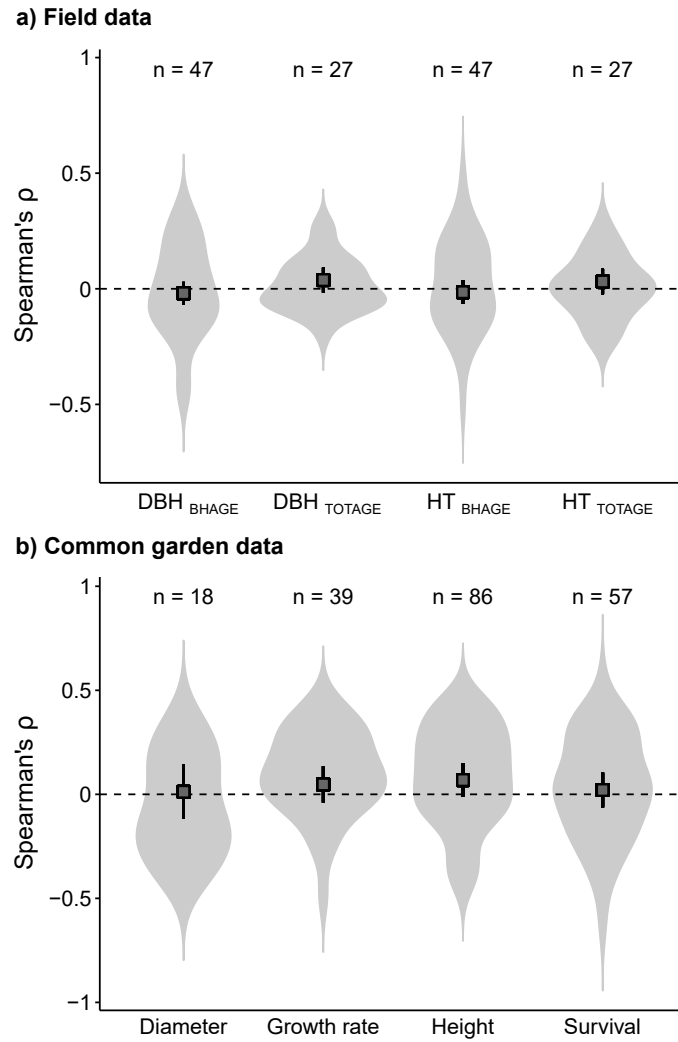 a) Field data
1
n = 47 n = 27 n = 47 n = 27
0.5
Spearman's ρ
0
−0.5
DBH BHAGE DBH TOTAGE HT BHAGE HT TOTAGE
b) Common garden data
1
n = 18 n = 39 n = 86 n = 57
0.5
Spearman's ρ
0
−0.5
−1
Diameter Growth rate Height Survival